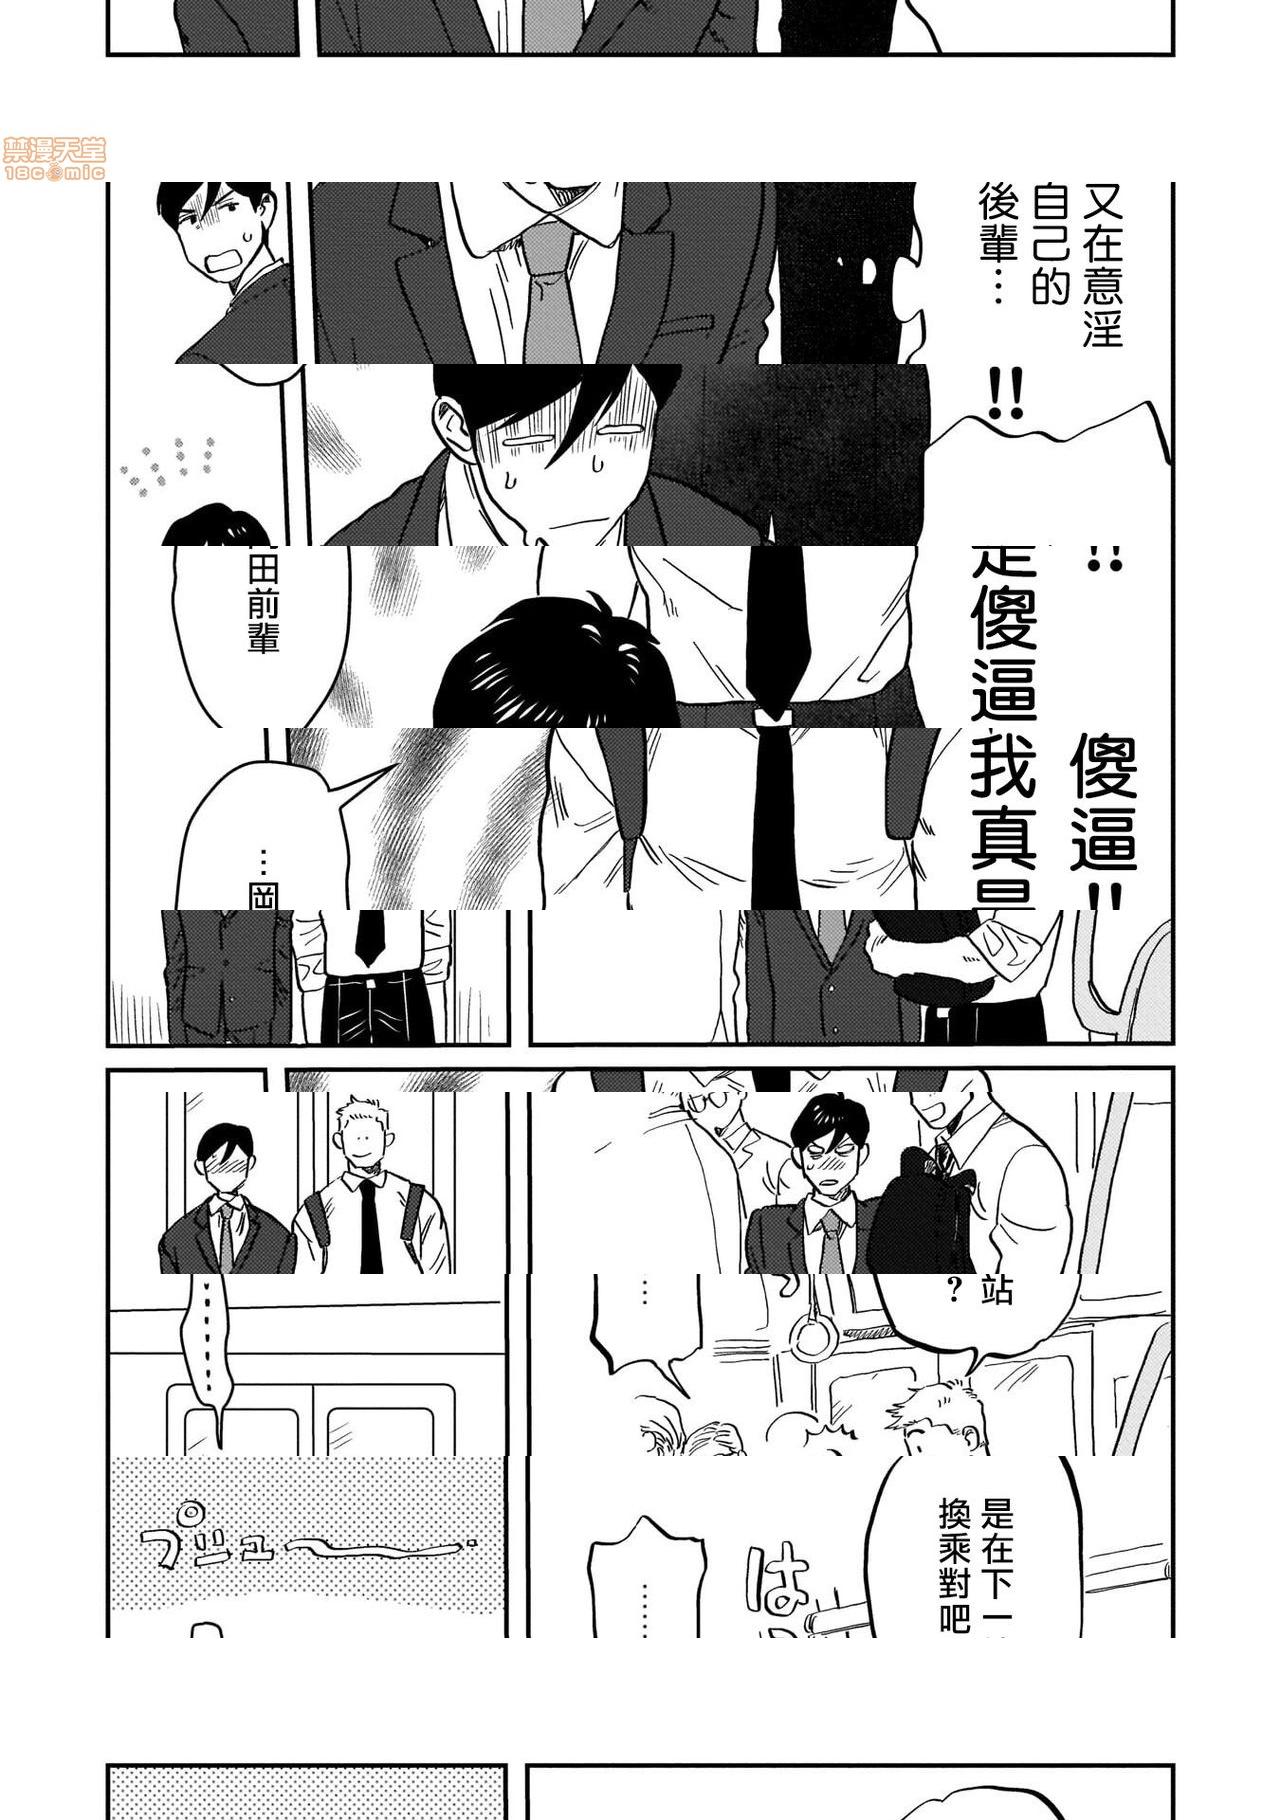 禁漫天堂
18comic
又在意淫
自己的
後輩…
!!
!!
是傻逼
我真是
傻逼!!
田前輩
…岡
站
?
……
…
是在下一
換乘對吧
……
は
プシュー